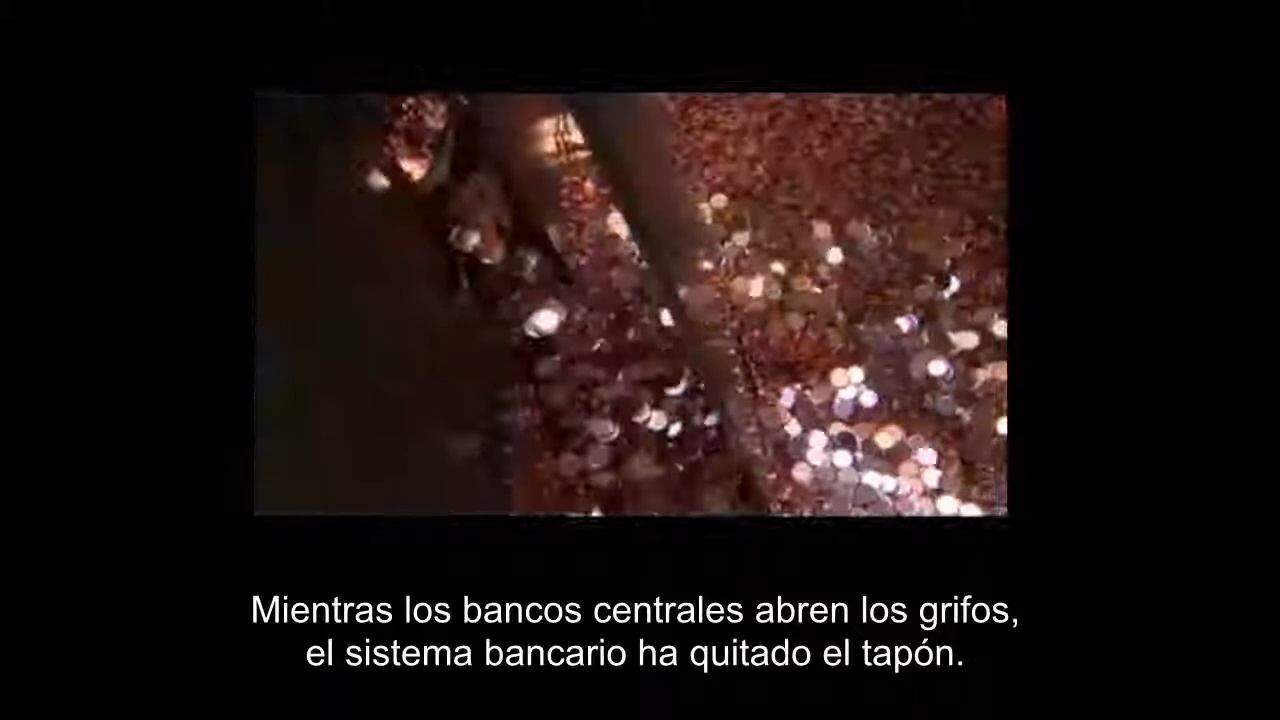 Mientras los bancos centrales abren los grifos,
el sistema bancario ha quitado el tapón.